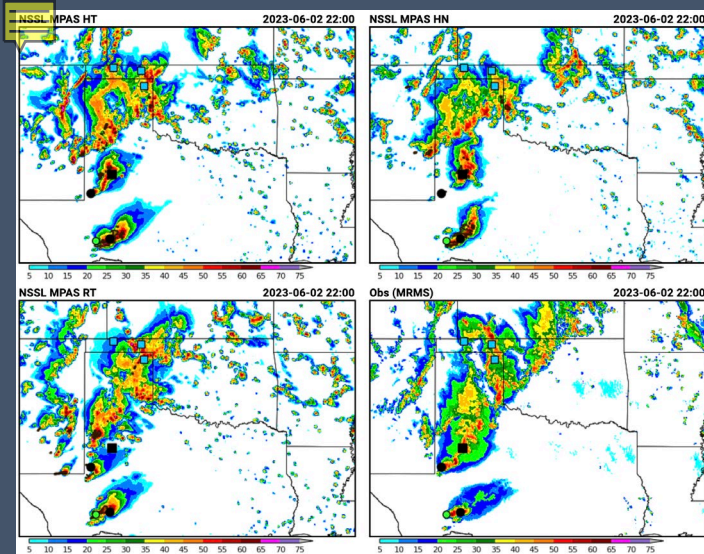 NSSL MPAS HT 2023-06-02 22:00
NSSL MPAS HN 2023-06-02 22:00
5 10 15 20 25 30 35 40 45 50 55 60 65 70 75
5 10 15 20 25 30 35 40 45 50 55 60 65 70 75
NSSL MPAS RT 2023-06-02 22:00
Obs (MRMS) 2023-06-02 22:00
5 10 15 20 25 30 35 40 45 50 55 60 65 70 75
5 10 15 20 25 30 35 40 45 50 55 60 65 70 75